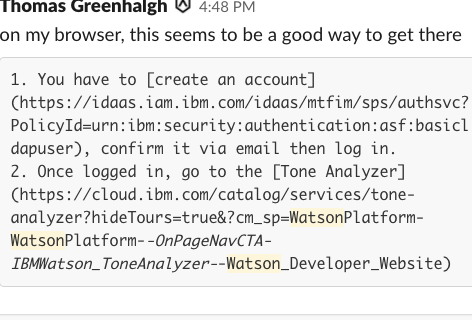 Thomas Greenhalgh 4:48 PM
on my browser, this seems to be a good way to get there
1. You have to [create an account]
(https://idaas.iam.ibm.com/idaas/mtfim/sps/authsvc?
PolicyId=urn:ibm:security:authentication:asf:basicl
dapuser), confirm it via email then log in.
2. Once logged in, go to the [Tone Analyzer]
(https://cloud.ibm.com/catalog/services/tone-
analyzer?hideTours=true&?cm_sp=WatsonPlatform-
WatsonPlatform--OnPageNavCTA-
IBMWatson_ToneAnalyzer--Watson_Developer_Website)